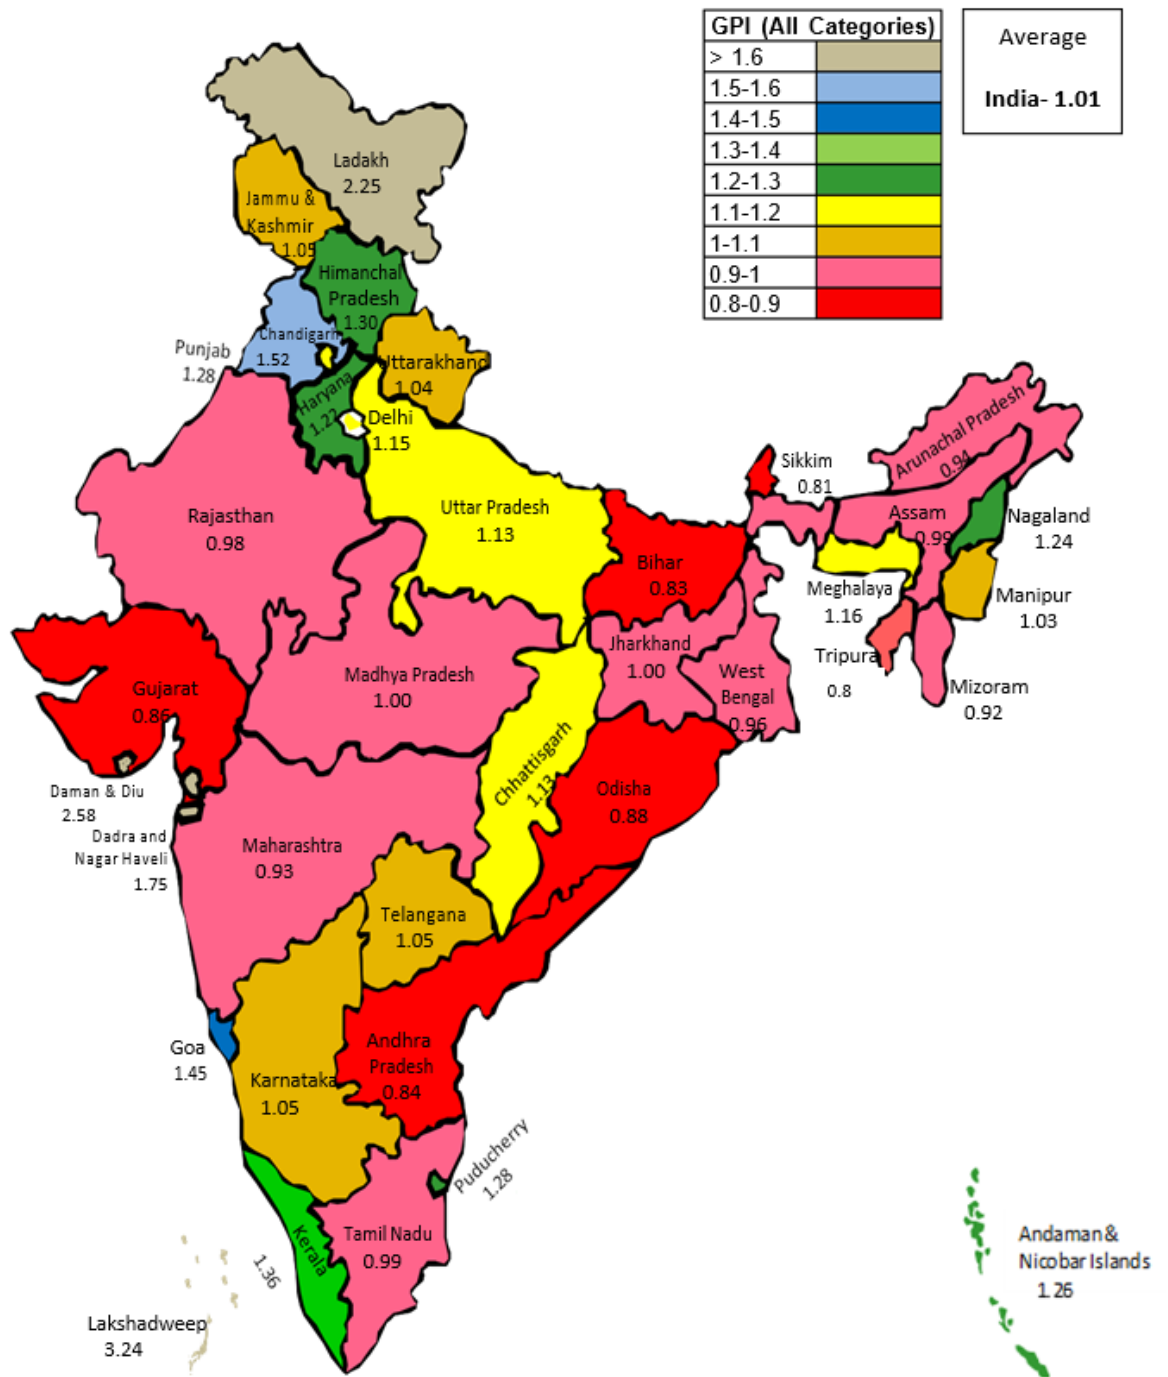 GPI (All Categories)
> 1.6
1.5-1.6
1.4-1.5
1.3-1.4
1.2-1.3
1.1-1.2
1-1.1
0.9-1
0.8-0.9
Average
India- 1.01
Ladakh
2.25
Jammu &
Kashmir
1.05
Himanchal
Pradesh
1.30
Chandigarh
1.52
Punjab
1.28
Uttarakhand
1.04
Haryana
1.22
Delhi
1.15
Rajasthan
0.98
Uttar Pradesh
1.13
Bihar
0.83
Sikkim
0.81
Arunachal Pradesh
0.94
Assam
0.99
Nagaland
1.24
Meghalaya
1.16
Manipur
1.03
Tripura
0.8
Mizoram
0.92
Gujarat
0.86
Madhya Pradesh
1.00
Jharkhand
1.00
West
Bengal
0.96
Daman & Diu
2.58
Dadra and
Nagar Haveli
1.75
Chhattisgarh
1.13
Odisha
0.88
Maharashtra
0.93
Telangana
1.05
Goa
1.45
Karnataka
1.05
Andhra
Pradesh
0.84
Puducherry
1.28
Kerala
1.36
Tamil Nadu
0.99
Lakshadweep
3.24
Andaman &
Nicobar Islands
1.26